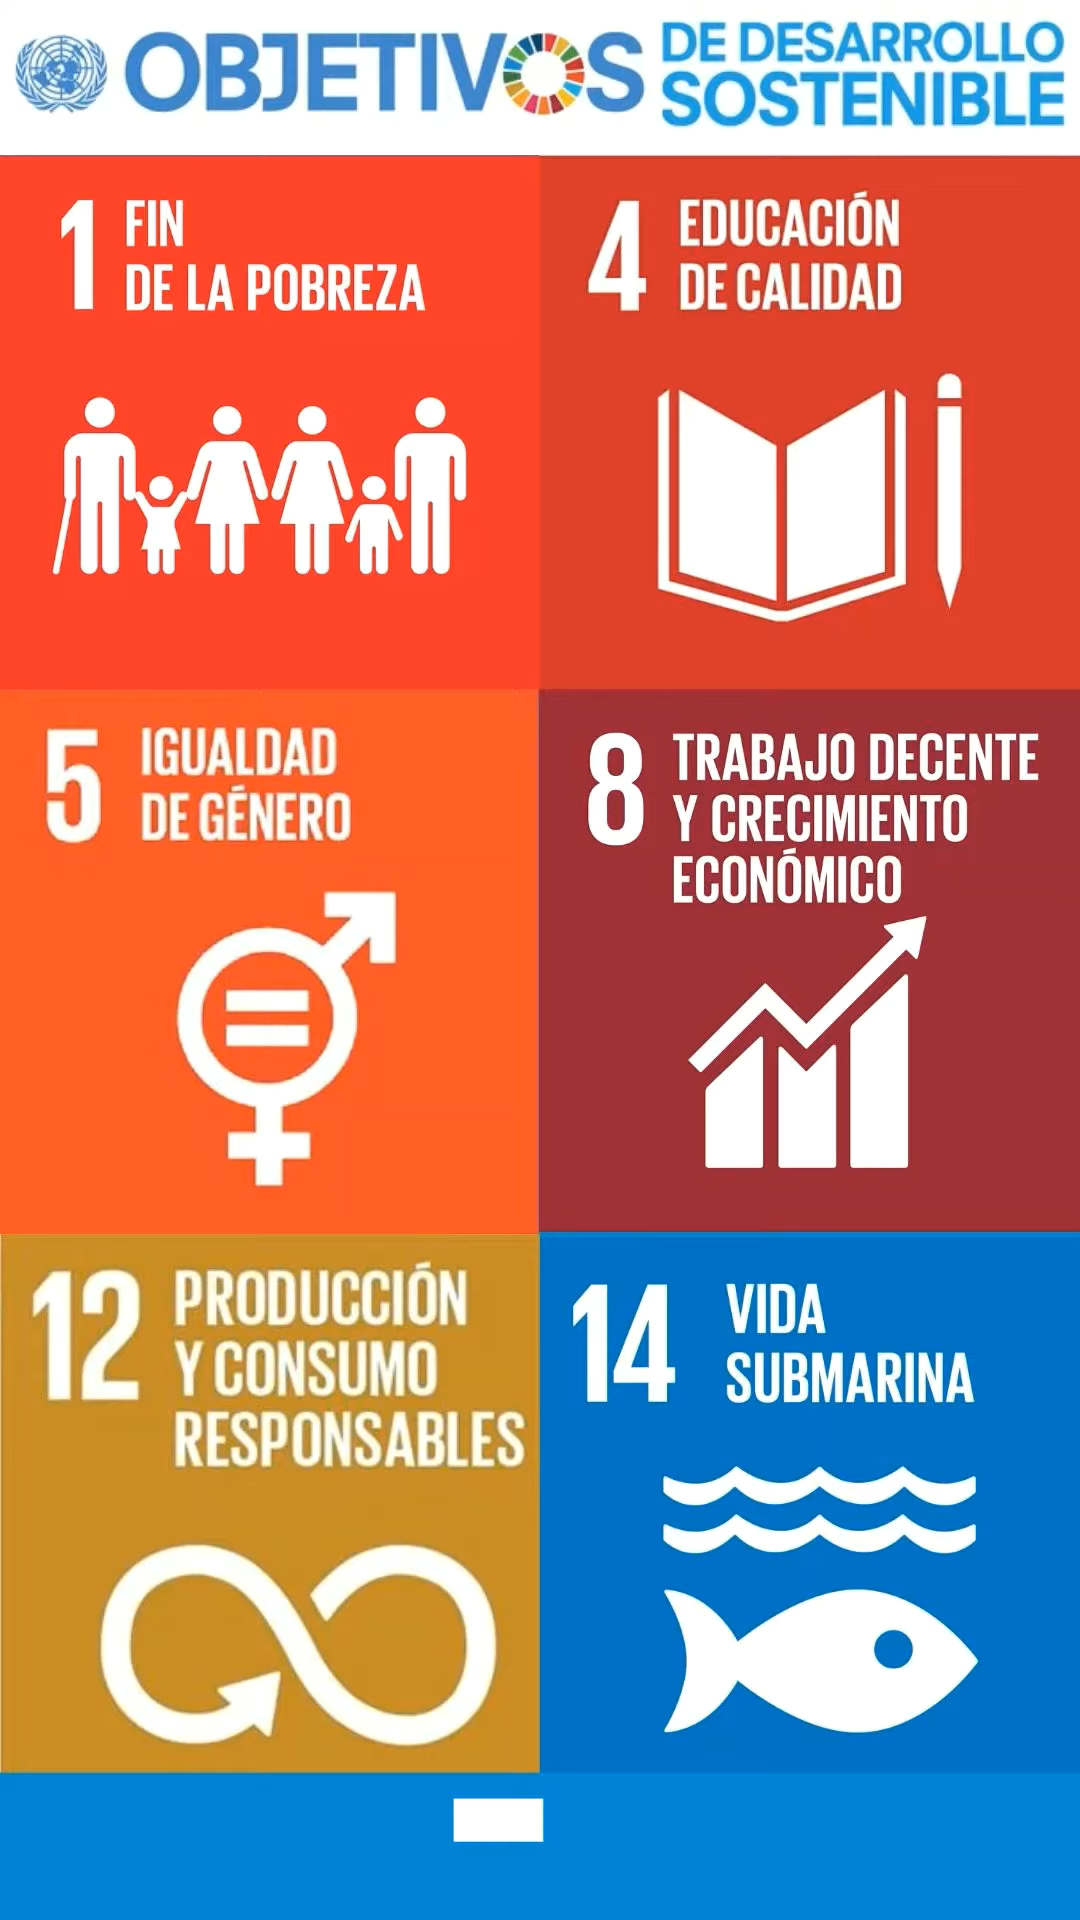 OBJETIVOS DE DESARROLLO
SOSTENIBLE
1 FIN
DE LA POBREZA
4 EDUCACIÓN
DE CALIDAD
5 IGUALDAD
DE GÉNERO
8 TRABAJO DECENTE
Y CRECIMIENTO
ECONÓMICO
12 PRODUCCIÓN
Y CONSUMO
RESPONSABLES
14 VIDA
SUBMARINA